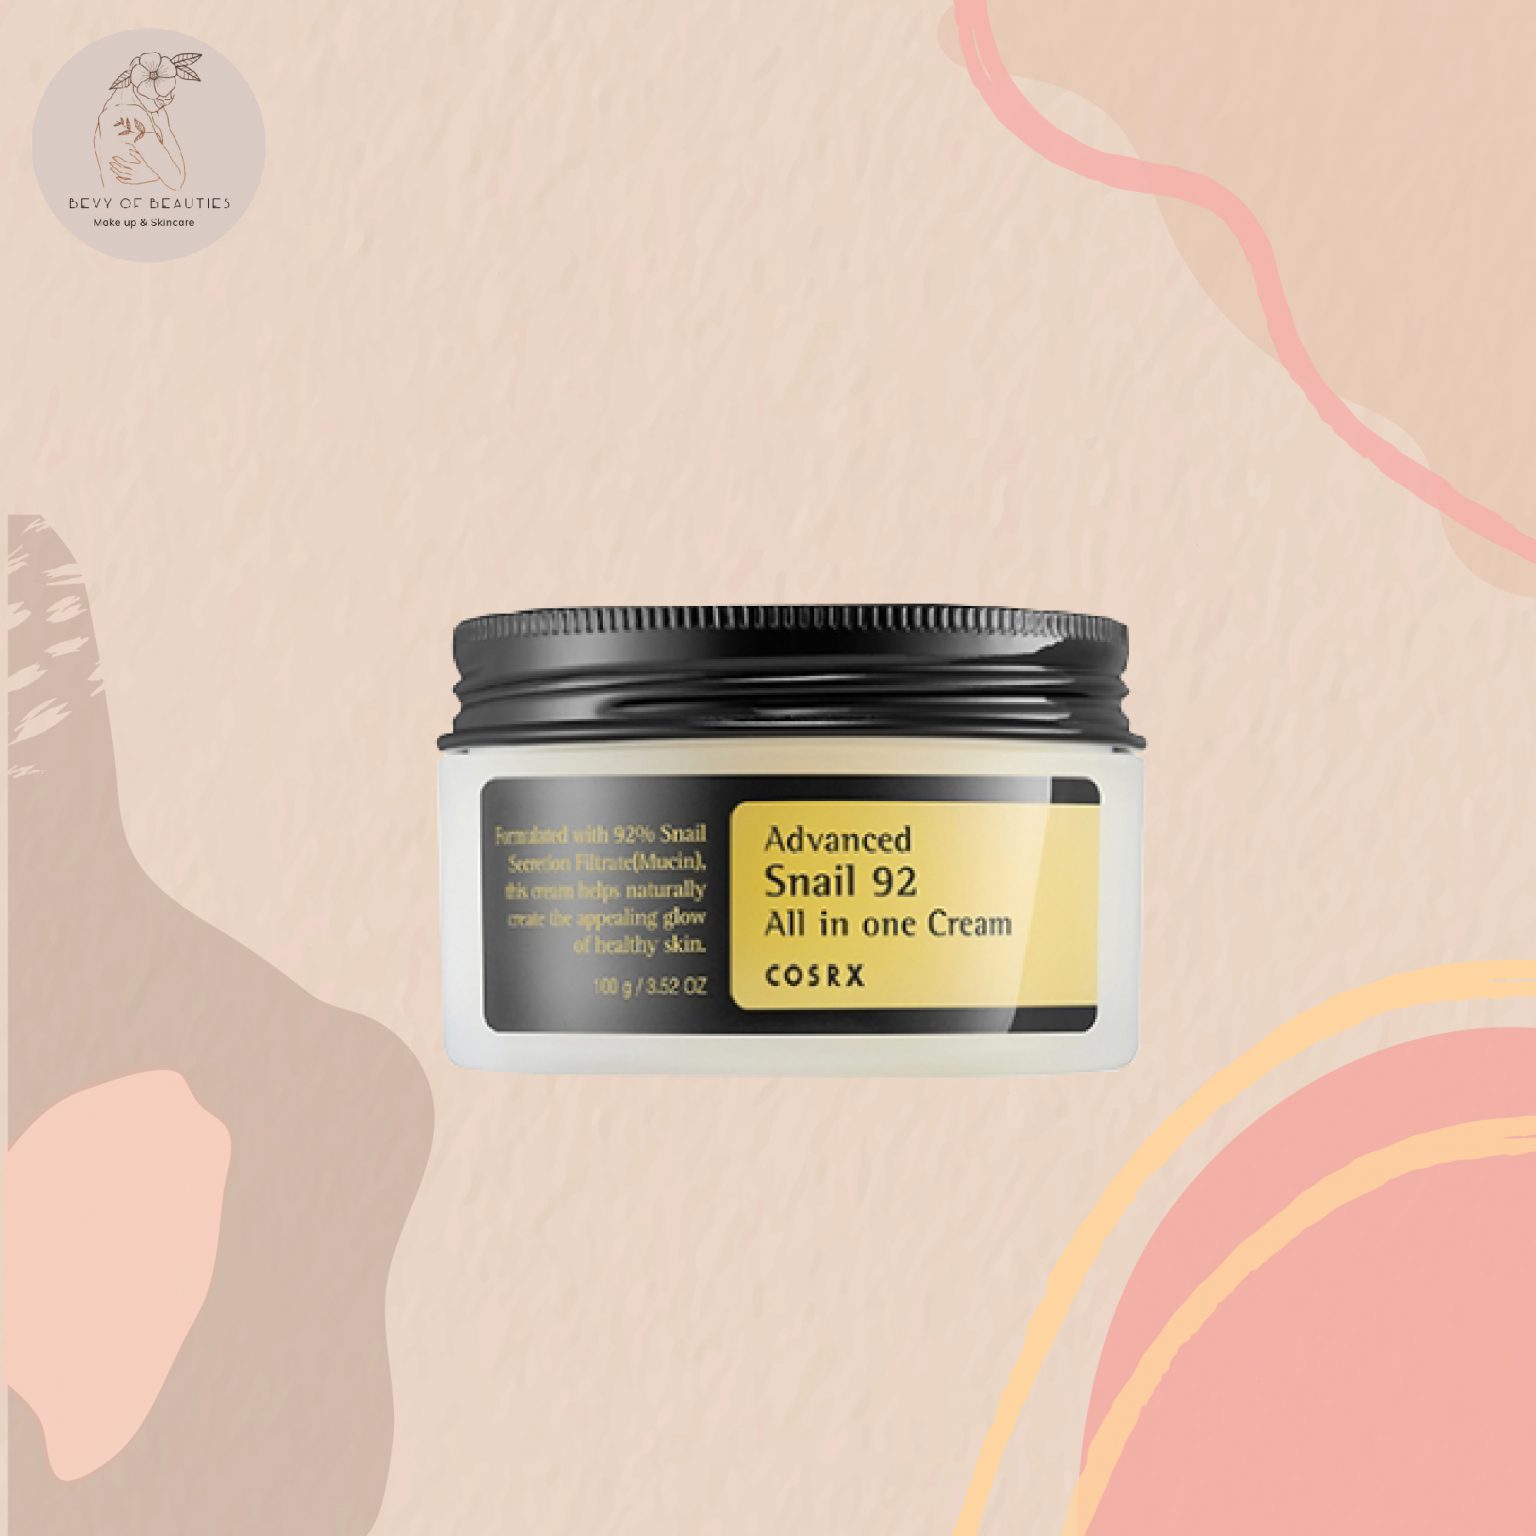 BEVY OF BEAUTIES
Make up & Skincare
Formulated with 92% Snail
Secretion Filtrate(Mucin),
this cream helps naturally
create the appealing glow
of healthy skin.
100 g / 3.52 OZ
Advanced
Snail 92
All in one Cream
COSRX